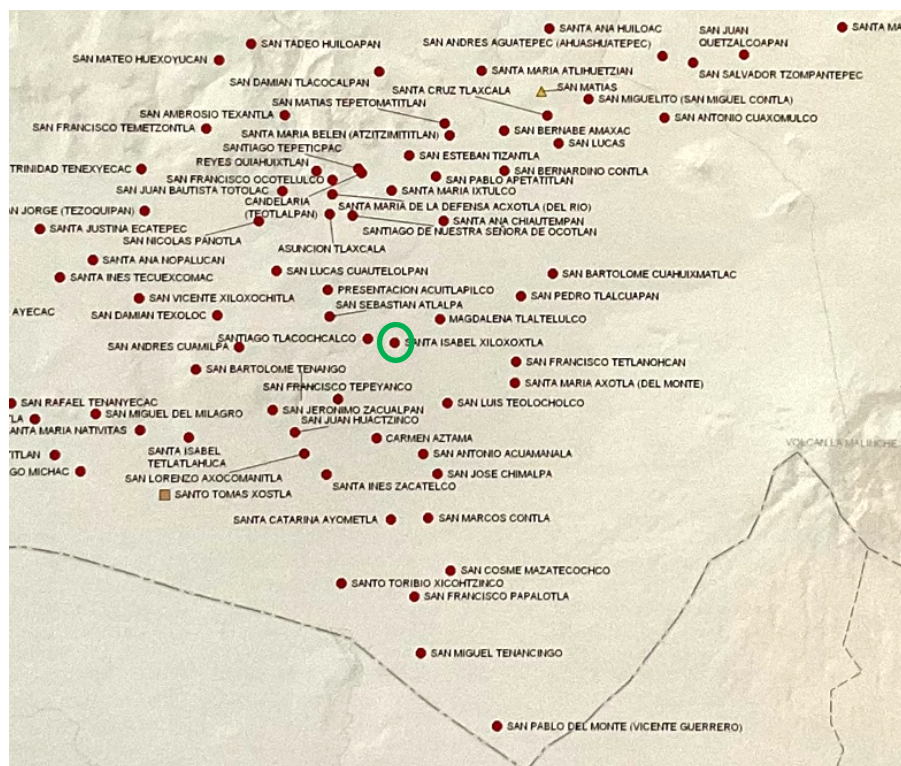 SANTA ANA HUILOAC
SANTA MA
SAN JUAN
QUETZALCOAPAN
SAN TADEO HUILOAPAN
SAN ANDRES AGUATEPEC (AHUASHUATEPEC)
SAN MATEO HUEXOYUCAN
SANTA MARIA ATLIHUETZIAN
SAN SALVADOR TZOMPANTEPEC
SAN DAMIAN TLACOCALPAN
SANTA CRUZ TLAXCALA
SAN MATIAS
SAN MIGUELITO (SAN MIGUEL CONTLA)
SAN MATIAS TEPETOMATITLAN
SAN AMBROSIO TEXANTLA
SAN ANTONIO CUAXOMULCO
SAN FRANCISCO TEMETZONTLA
SANTA MARIA BELEN (ATZITZIMITITLAN)
SAN BERNABE AMAXAC
SAN LUCAS
SANTIAGO TEPETICPAC
SAN ESTEBAN TIZANTLA
REYES QUIAHUIXTLAN
TRINIDAD TENEXYECAC
SAN BERNARDINO CONTLA
SAN FRANCISCO OCOTELULCO
SAN PABLO APETATITLAN
SAN JUAN BAUTISTA TOTOLAC
SANTA MARIA IXTULCO
CANDELARIA
(TEOTLALPAN)
SANTA MARIA DE LA DEFENSA ACXOTLA (DEL RIO)
AN JORGE (TEZOQUIPAN)
SANTA ANA CHIAUTEMPAN
SANTA JUSTINA ECATEPEC
SANTIAGO DE NUESTRA SEÑORA DE OCOTLAN
SAN NICOLAS PANOTLA
ASUNCION TLAXCALA
SANTA ANA NOPALUCAN
SAN LUCAS CUAUTELOLPAN
SANTA INES TECUEXCOMAC
SAN BARTOLOME CUAHUIXMATLAC
PRESENTACION ACUITLAPILCO
SAN VICENTE XILOXOCHITLA
SAN PEDRO TLALCUAPAN
SAN SEBASTIAN ATLALPA
AYECAC
SAN DAMIAN TEXOLOC
MAGDALENA TLALTELULCO
SANTIAGO TLACOCHCALCO
SANTA ISABEL XILOXOXTLA
SAN ANDRES CUAMILPA
SAN FRANCISCO TETLANOHCAN
SAN BARTOLOME TENANGO
SANTA MARIA AXOTLA (DEL MONTE)
SAN FRANCISCO TEPEYANCO
SAN RAFAEL TENANYECAC
SAN LUIS TEOLOCHOLCO
SAN JERONIMO ZACUALPAN
SAN MIGUEL DEL MILAGRO
TLA
SAN JUAN HUACTZINCO
ANTA MARIA NATIVITAS
CARMEN AZTAMA
VOLCAN LA MALINCHE
SANTA ISABEL
TETLATLAHUCA
TITLAN
SAN ANTONIO ACUAMANALA
GO MICHAC
SAN LORENZO AXOCOMANITLA
SAN JOSE CHIMALPA
SANTA INES ZACATELCO
SANTO TOMAS XOSTLA
SANTA CATARINA AYOMETLA
SAN MARCOS CONTLA
SAN COSME MAZATECOCHCO
SANTO TORIBIO XICOHTZINCO
SAN FRANCISCO PAPALOTLA
SAN MIGUEL TENANCINGO
SAN PABLO DEL MONTE (VICENTE GUERRERO)